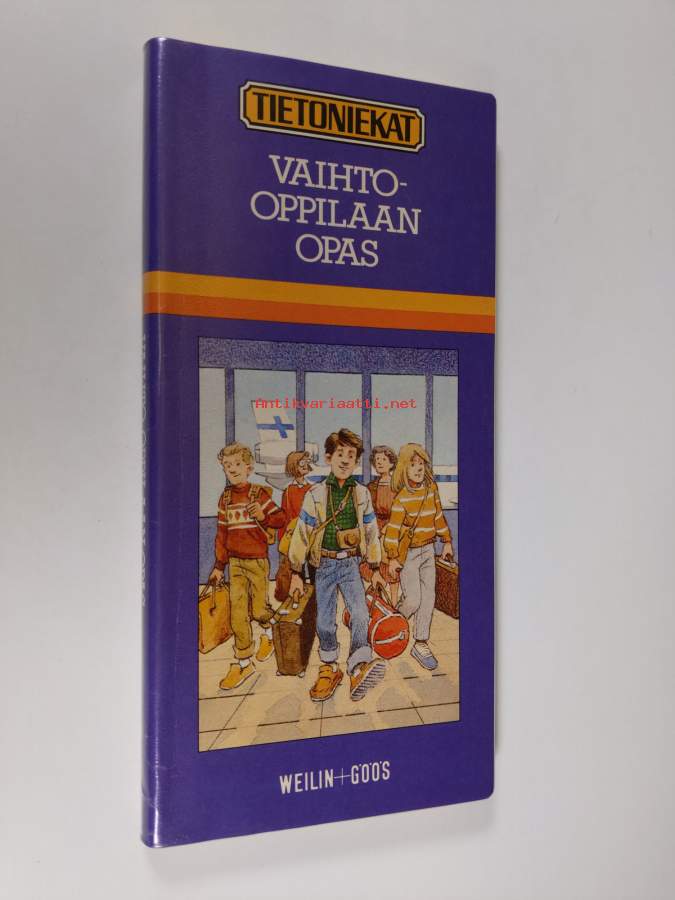 TIETONIEKAT
VAIHTO-
OPPILAAN
OPAS
Antikvariaatti.net
WEILIN+GÖÖS